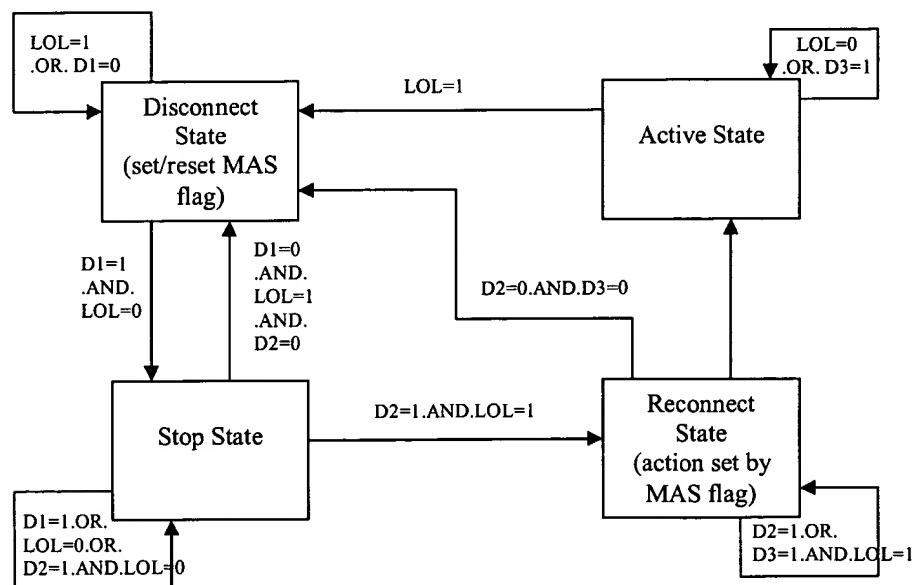 LOL=1
.OR. D1=0
LOL=0
.OR. D3=1
LOL=1
Disconnect
State
(set/reset MAS
flag)
Active State
D1=1
.AND.
LOL=0
D1=0
.AND.
LOL=1
.AND.
D2=0
D2=0.AND.D3=0
Stop State
D2=1.AND.LOL=1
Reconnect
State
(action set by
MAS flag)
D1=1.OR.
LOL=0.OR.
D2=1.AND.LOL=0
D2=1.OR.
D3=1.AND.LOL=1